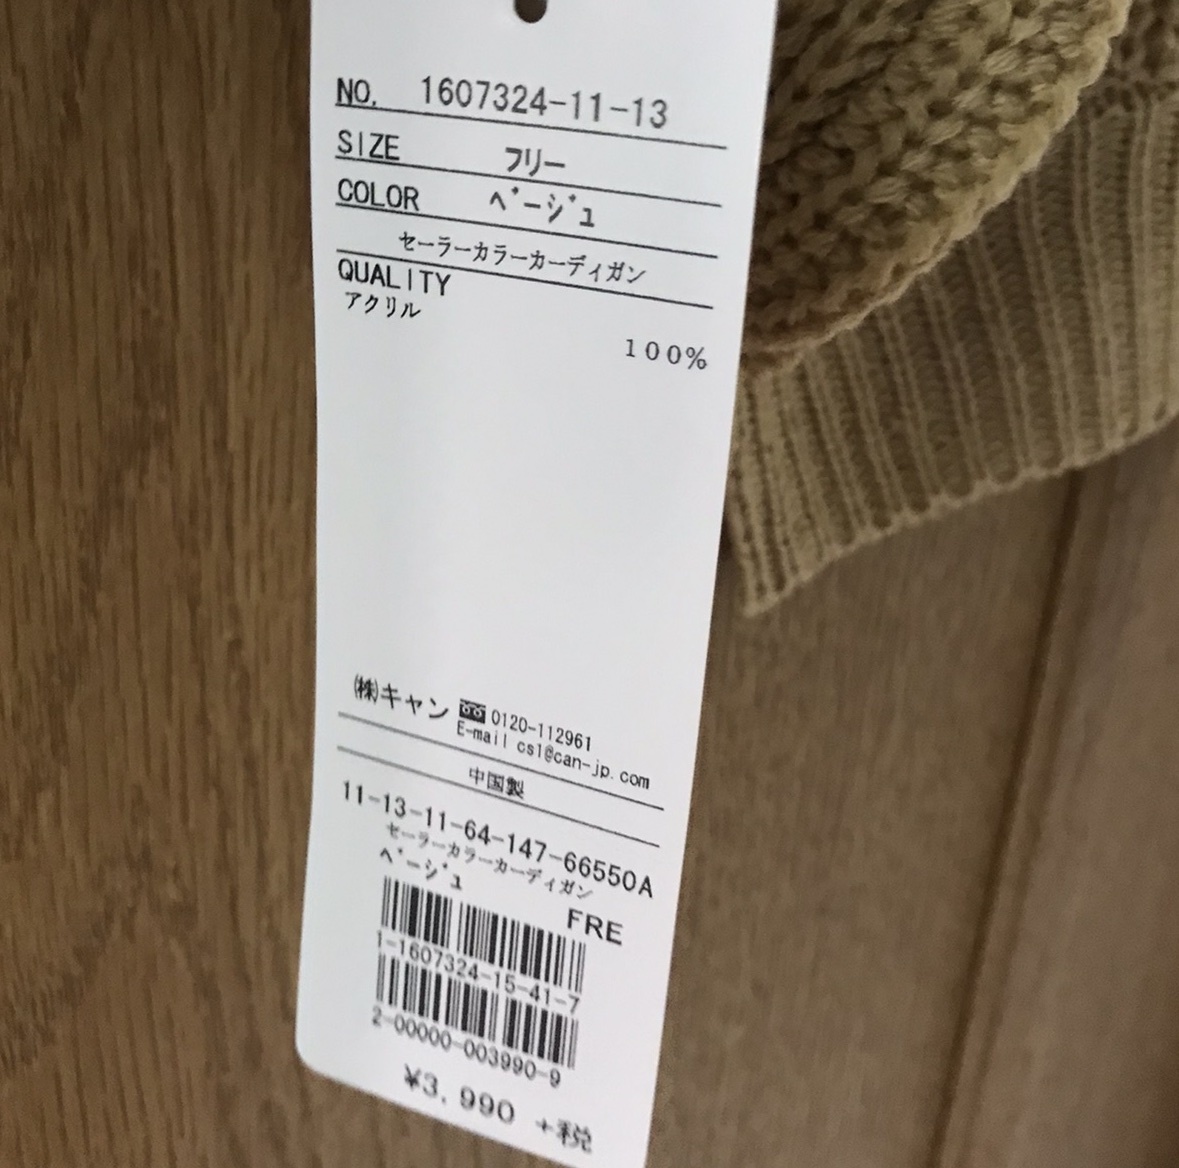 NO. 1607324-11-13
SIZE フリー
COLOR ベージュ
セーラーカラーカーディガン
QUALITY
アクリル
100%
㈱キャン 0120-112961
E-mail cs1@can-jp.com
中国製
11-13-11-64-147-66550A
セーラーカラーカーディガン
ベージュ
FRE
1-1607324-15-41-7
2-00000-003990-9
¥3,990 +税